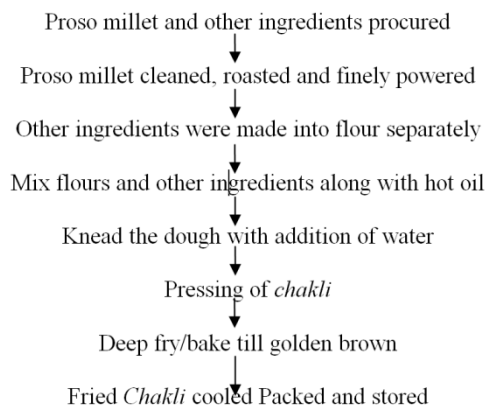 Proso millet and other ingredients procured
Proso millet cleaned, roasted and finely powered
Other ingredients were made into flour separately
Mix flours and other ingredients along with hot oil
Knead the dough with addition of water
Pressing of chakli
Deep fry/bake till golden brown
Fried Chakli cooled Packed and stored